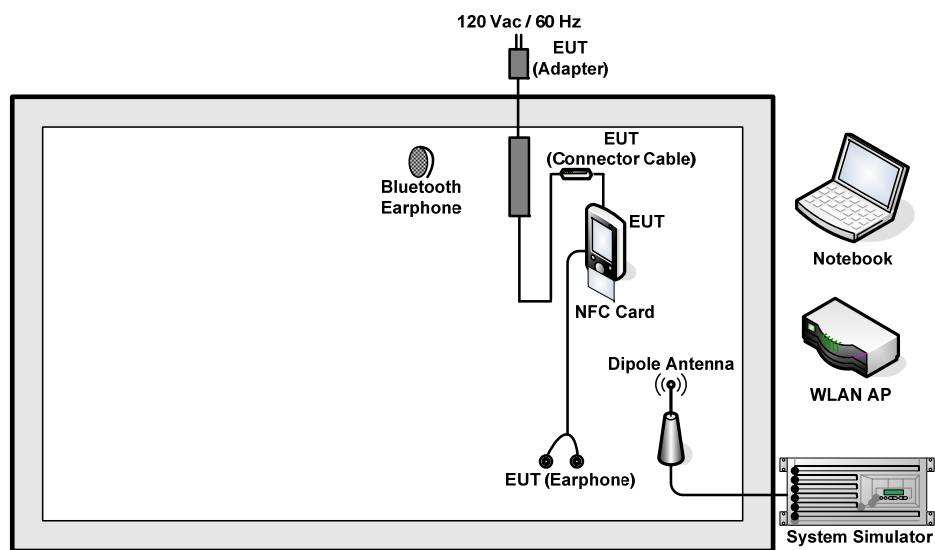 120 Vac / 60 Hz
EUT
(Adapter)
EUT
(Connector Cable)
Bluetooth
Earphone
EUT
NFC Card
Notebook
WLAN AP
Dipole Antenna
EUT (Earphone)
System Simulator